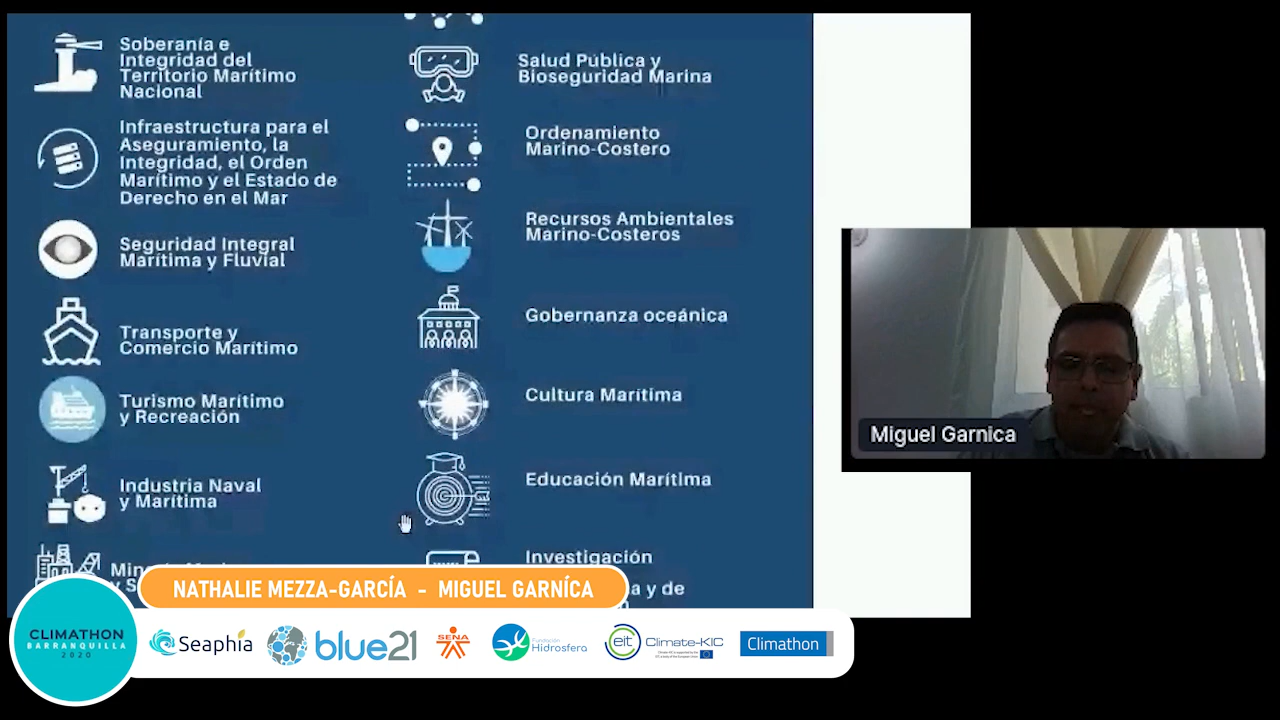 Soberanía e
Integridad del
Territorio Marítimo
Nacional
Infraestructura para el
Aseguramiento, la
Integridad, el Orden
Marítimo y el Estado de
Derecho en el Mar
Seguridad Integral
Marítima y Fluvial
Transporte y
Comercio Marítimo
Turismo Marítimo
y Recreación
Industria Naval
y Marítima
Salud Pública y
Bioseguridad Marina
Ordenamiento
Marino-Costero
Recursos Ambientales
Marino-Costeros
Gobernanza oceánica
Cultura Marítima
Educación Marítima
Investigación
y de
Miguel Garnica
NATHALIE MEZZA-GARCÍA - MIGUEL GARNÍCA
CLIMATHON
BARRANQUILLA
2020
Seaphia
blue21
SENA
Fundación
Hidrosfera
eit
Climate-KIC
Climathon